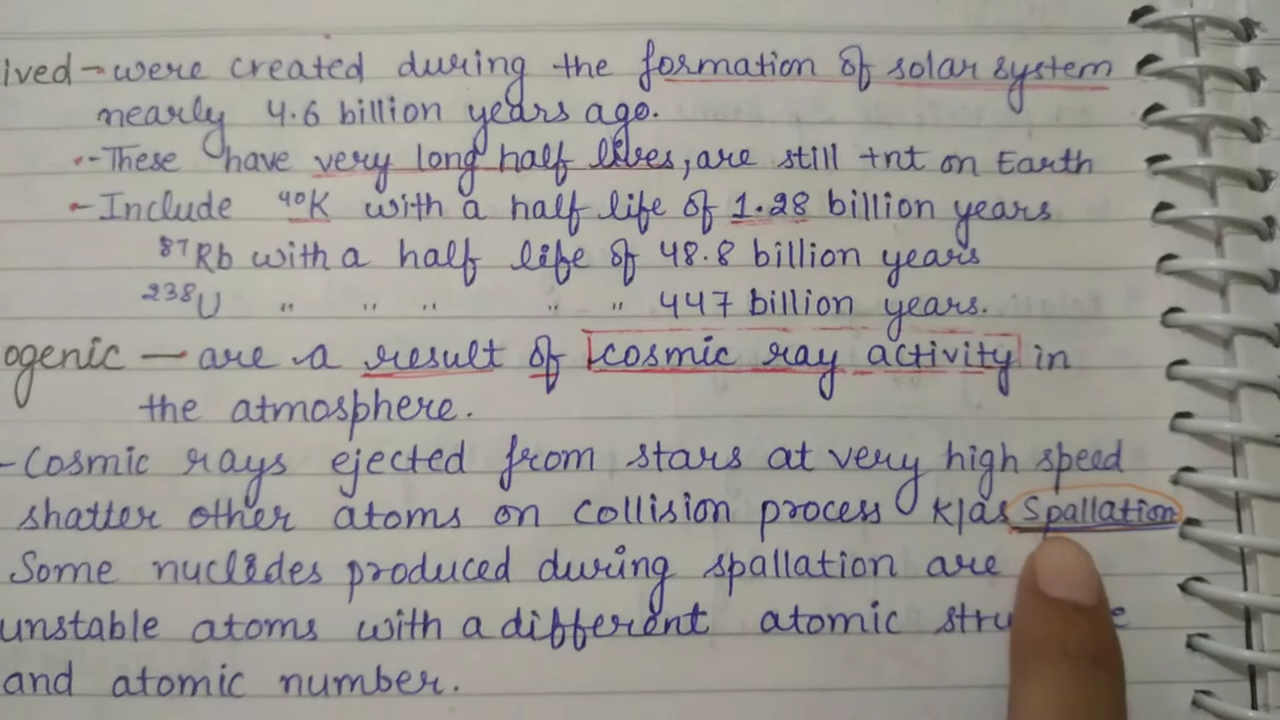 ived - were created during the formation of solar system
nearly 4.6 billion years ago.
- These have very long half lives, are still +nt on Earth
- Include ⁴⁰K with a half life of 1.28 billion years
⁸⁷Rb with a half life of 48.8 billion years
²³⁸U " " " " " 447 billion years.
ogenic - are a result of cosmic ray activity in
the atmosphere.
- Cosmic rays ejected from stars at very high speed
shatter other atoms on collision process k/as Spallation
Some nuclides produced during spallation are
unstable atoms with a different atomic stru e
and atomic number.